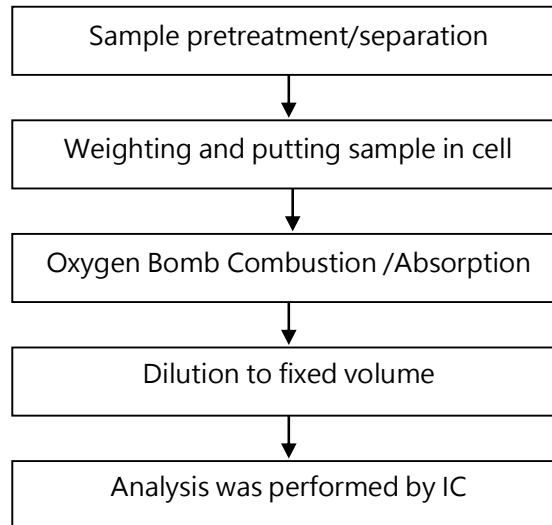 Sample pretreatment/separation
Weighting and putting sample in cell
Oxygen Bomb Combustion /Absorption
Dilution to fixed volume
Analysis was performed by IC